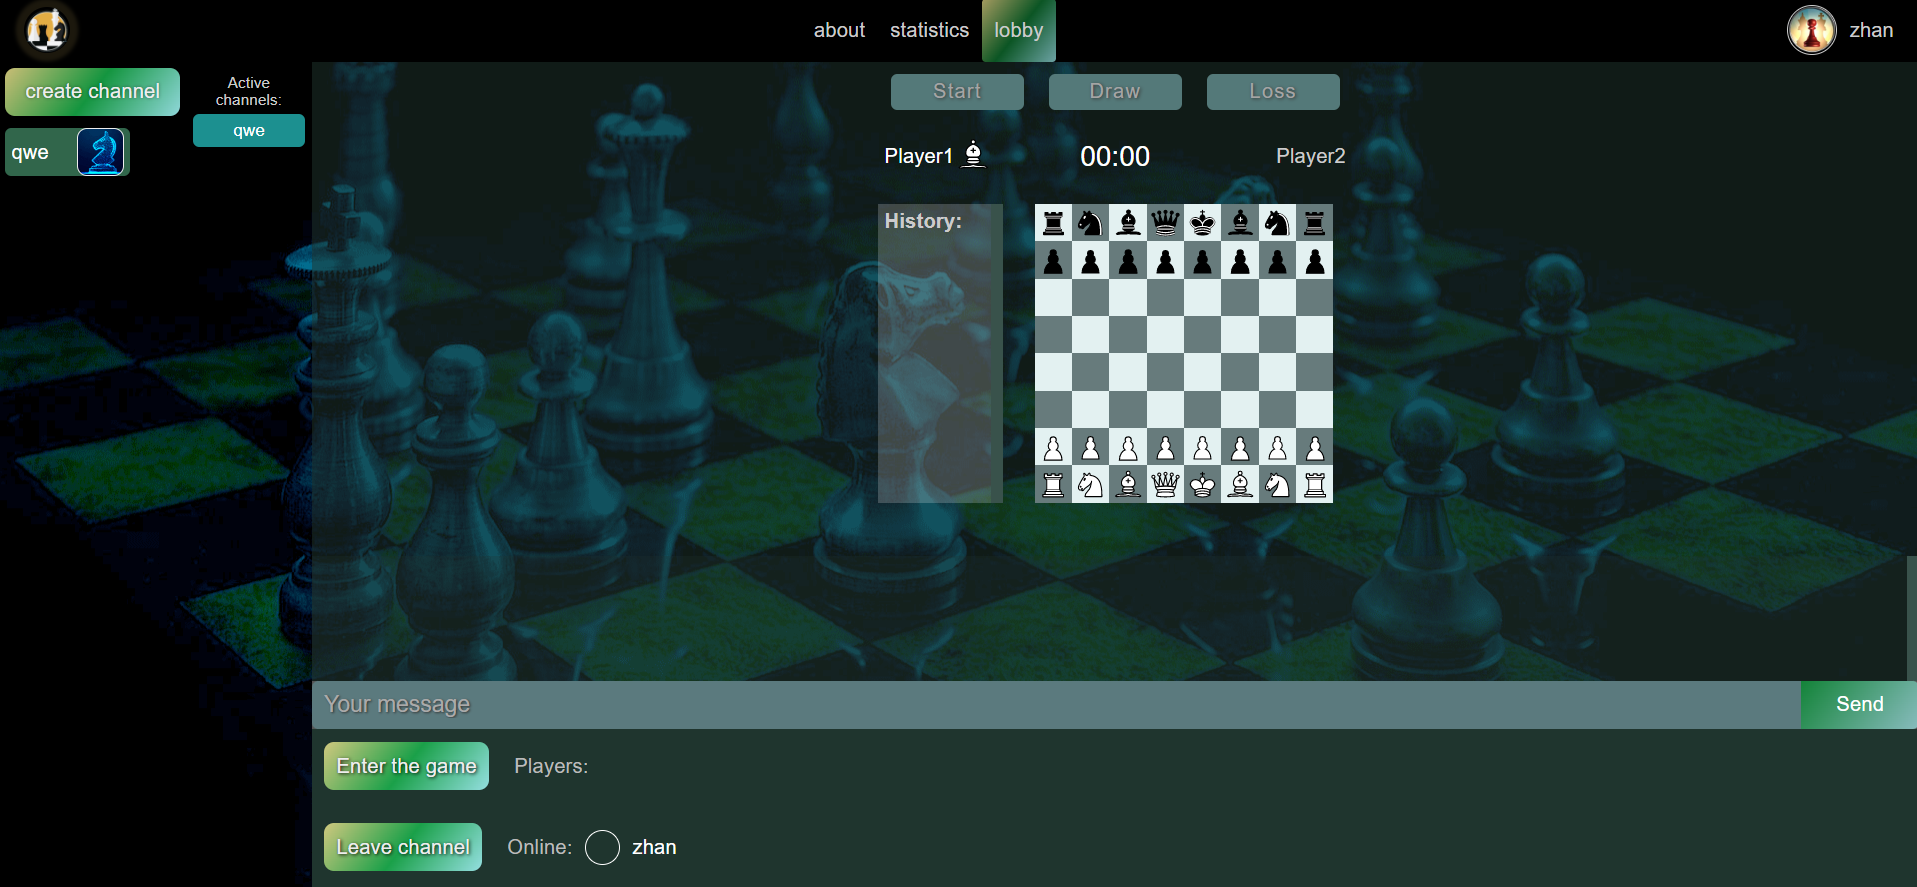 about
statistics
lobby
zhan
create channel
qwe
Active
channels:
qwe
Start
Draw
Loss
Player1
00:00
Player2
History:
Your message
Send
Enter the game
Players:
Leave channel
Online:
zhan